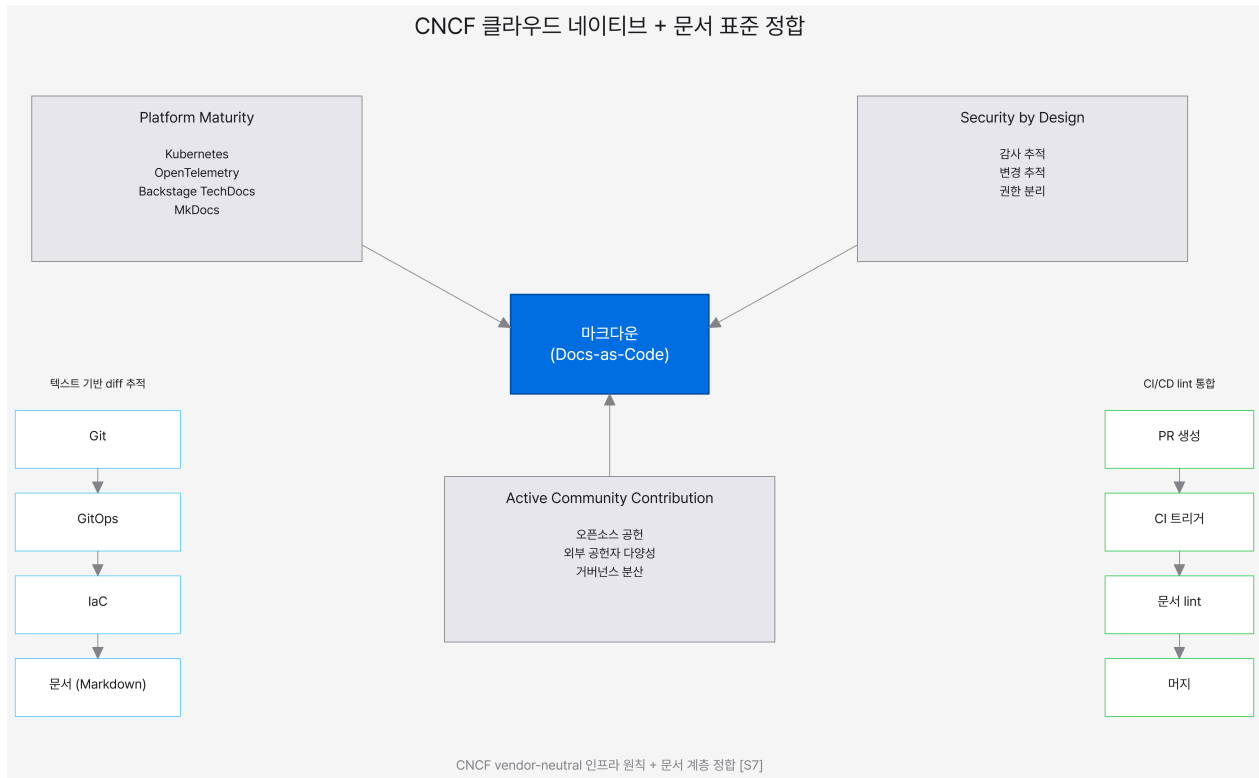 CNCF 클라우드 네이티브 + 문서 표준 정합
Platform Maturity
Kubernetes
OpenTelemetry
Backstage TechDocs
MkDocs
Security by Design
감사 추적
변경 추적
권한 분리
마크다운
(Docs-as-Code)
텍스트 기반 diff 추적
Git
GitOps
IaC
문서 (Markdown)
Active Community Contribution
오픈소스 공헌
외부 공헌자 다양성
거버넌스 분산
CI/CD lint 통합
PR 생성
CI 트리거
문서 lint
머지
CNCF vendor-neutral 인프라 원칙 + 문서 계층 정합 [S7]